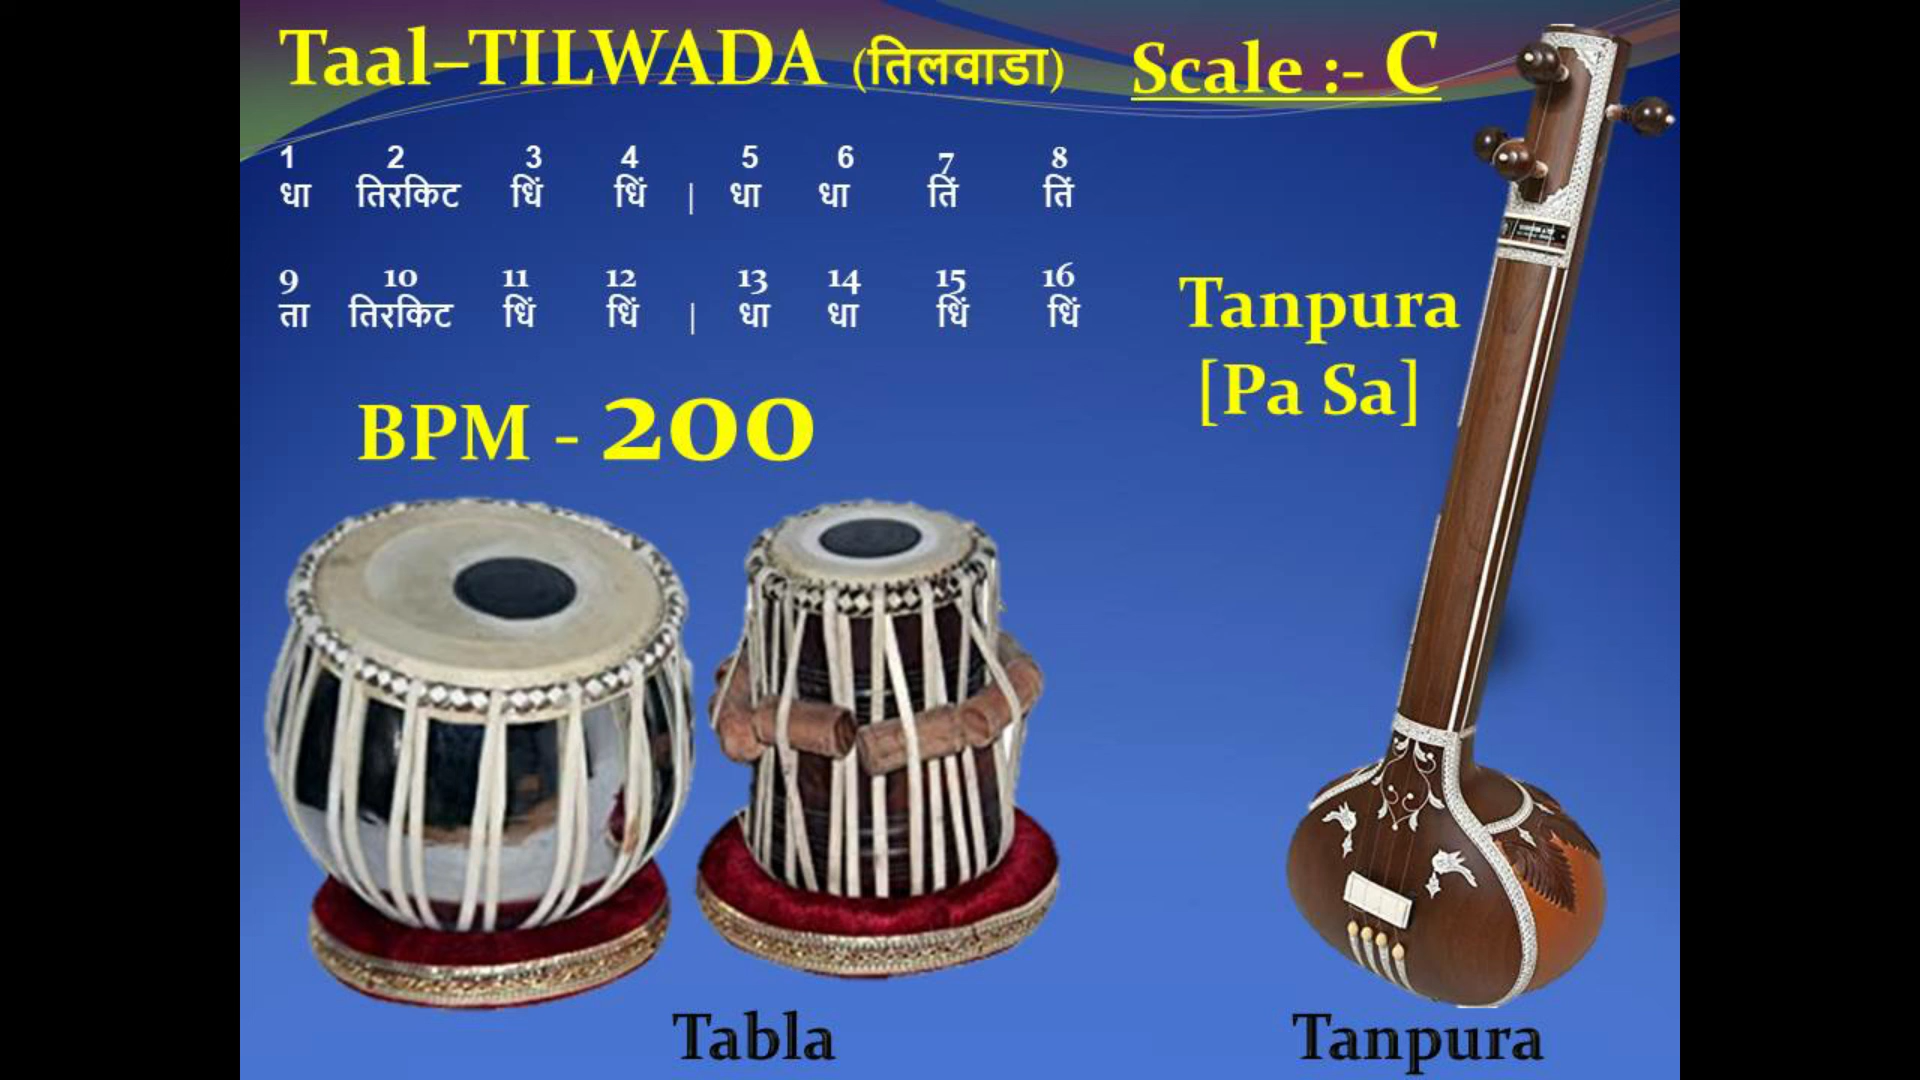 Taal–TILWADA (तिलवाडा) Scale :- C
1 2 3 4 5 6 7 8
धा तिरकिट धिं धिं | धा धा तिं तिं
9 10 11 12 13 14 15 16
ता तिरकिट धिं धिं | धा धा धिं धिं
Tanpura
[Pa Sa]
BPM - 200
Tabla
Tanpura